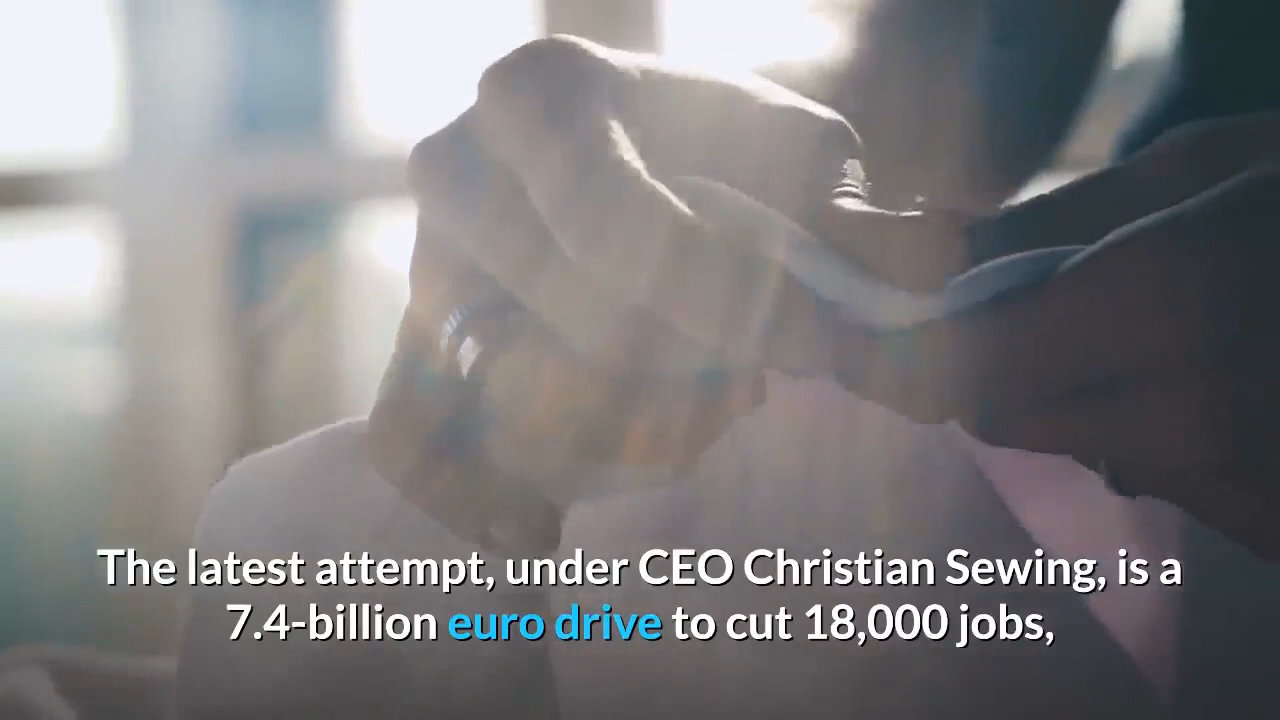 The latest attempt, under CEO Christian Sewing, is a
7.4-billion euro drive to cut 18,000 jobs,